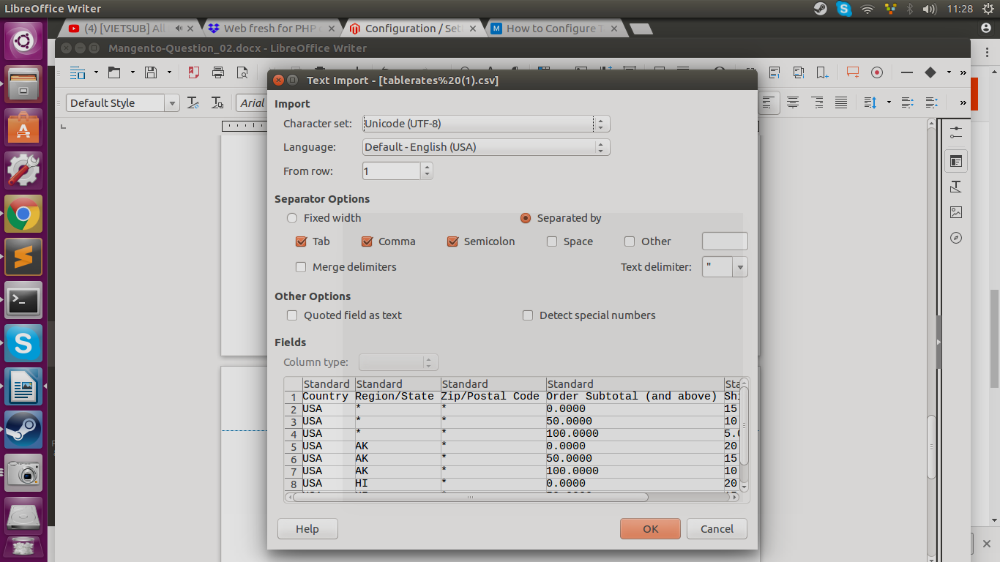 LibreOffice Writer
11:28
(4) [VIETSUB] All
Web fresh for PHP
Configuration / Set
How to Configure T
Mangento-Question_02.docx - LibreOffice Writer
Text Import - [tablerates%20(1).csv]
Default Style
Arial
Import
Character set: Unicode (UTF-8)
Language: Default - English (USA)
From row: 1
Separator Options
Fixed width Separated by
Tab Comma Semicolon Space Other
Merge delimiters Text delimiter: "
Other Options
Quoted field as text Detect special numbers
Fields
Column type:
Standard Standard Standard Standard Sta
1 Country Region/State Zip/Postal Code Order Subtotal (and above) Shi
2 USA * * 0.0000 15
3 USA * * 50.0000 10
4 USA * * 100.0000 5.0
5 USA AK * 0.0000 20
6 USA AK * 50.0000 15
7 USA AK * 100.0000 10
8 USA HI * 0.0000 20
Help OK Cancel